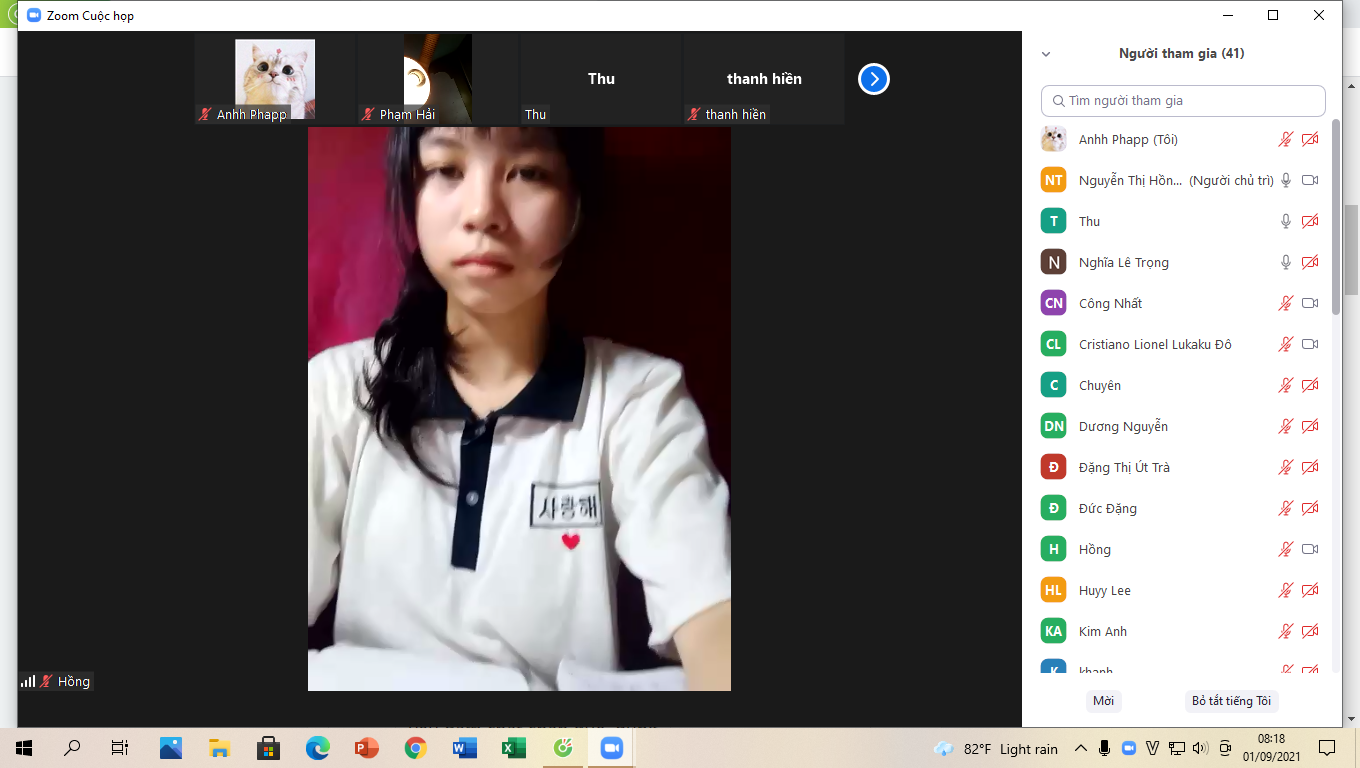 Zoom Cuộc họp
Anhh Phapp
Phạm Hải
Thu
Thu
thanh hiền
thanh hiền
사랑해
Hồng
Người tham gia (41)
Tìm người tham gia
Anhh Phapp (Tôi)
NT Nguyễn Thị Hồn... (Người chủ trì)
T Thu
N Nghĩa Lê Trọng
CN Công Nhất
CL Cristiano Lionel Lukaku Đô
C Chuyên
DN Dương Nguyễn
Đ Đặng Thị Út Trà
Đ Đức Đặng
H Hồng
HL Huyy Lee
KA Kim Anh
K khanh
Mời
Bỏ tắt tiếng Tôi
82°F Light rain
08:18
01/09/2021